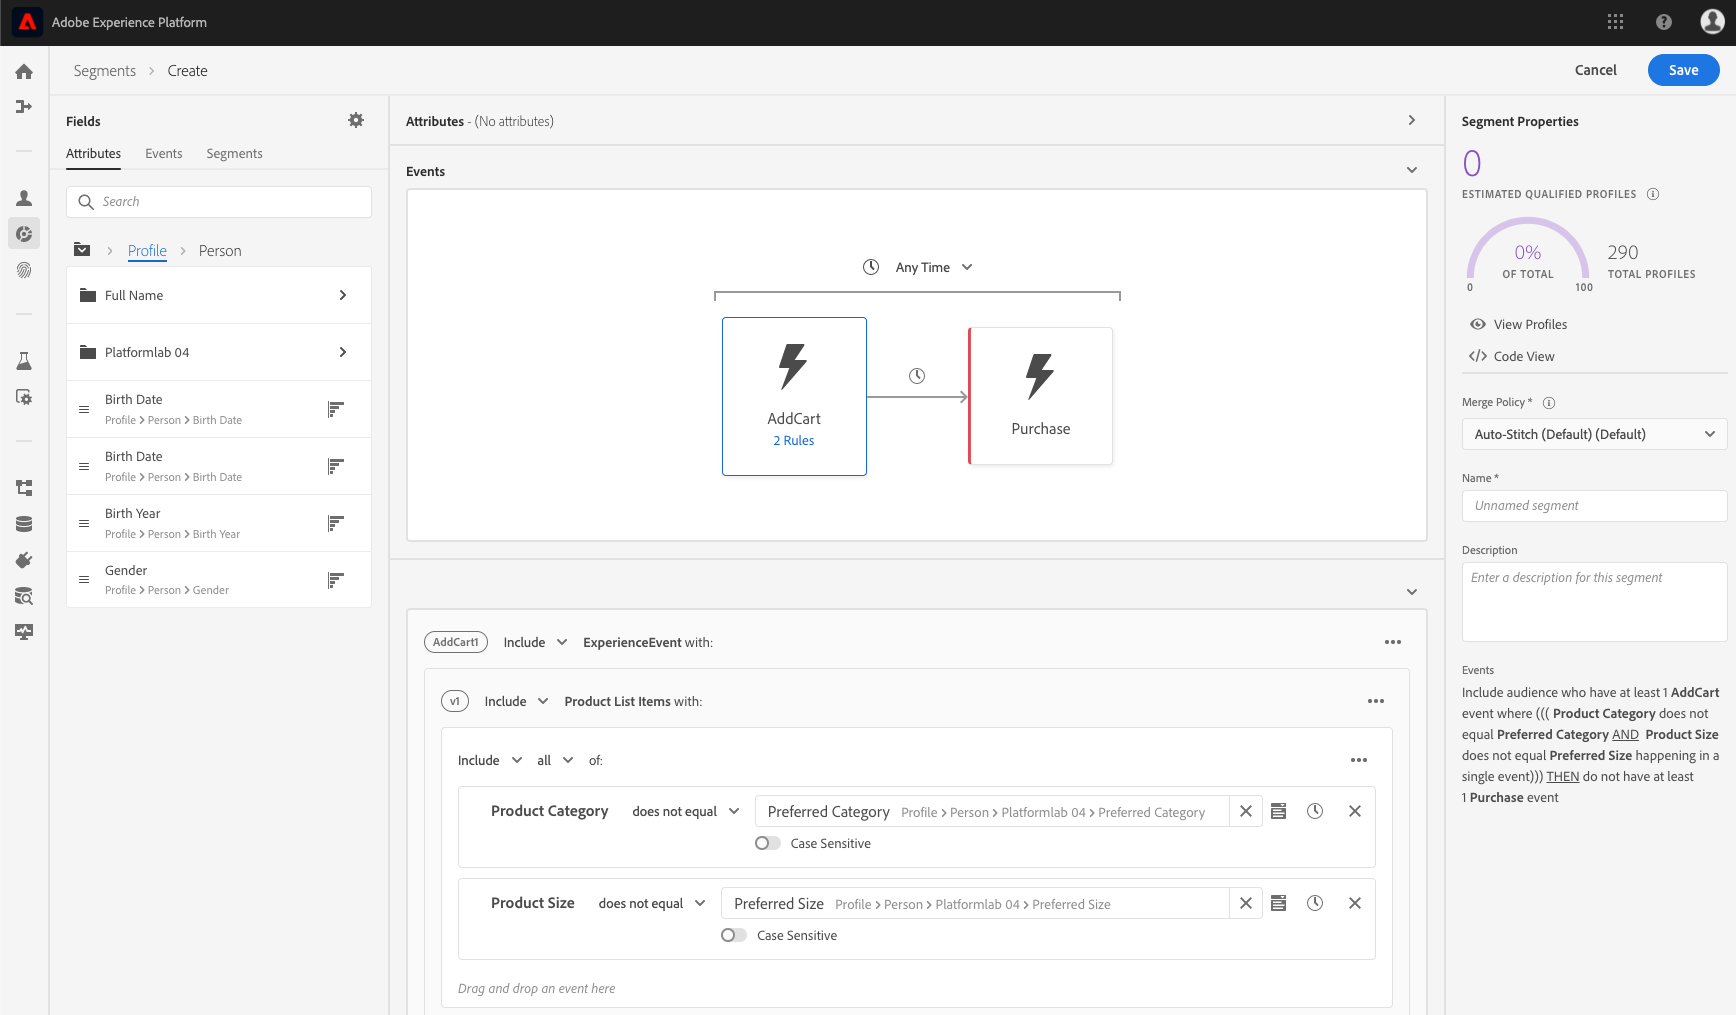 Adobe Experience Platform
Segments > Create
Cancel
Save
Fields
Attributes Events Segments
Search
Profile > Person
Full Name
Platformlab 04
Birth Date
Profile > Person > Birth Date
Birth Date
Profile > Person > Birth Date
Birth Year
Profile > Person > Birth Year
Gender
Profile > Person > Gender
Attributes - (No attributes)
Events
Any Time
AddCart
2 Rules
Purchase
AddCart1 Include ExperienceEvent with:
v1 Include Product List Items with:
Include all of:
Product Category does not equal Preferred Category Profile > Person > Platformlab 04 > Preferred Category
Case Sensitive
Product Size does not equal Preferred Size Profile > Person > Platformlab 04 > Preferred Size
Case Sensitive
Drag and drop an event here
Segment Properties
0
ESTIMATED QUALIFIED PROFILES
0%
OF TOTAL
0 100
290
TOTAL PROFILES
View Profiles
</> Code View
Merge Policy *
Auto-Stitch (Default) (Default)
Name *
Unnamed segment
Description
Enter a description for this segment
Events
Include audience who have at least 1 AddCart
event where ((( Product Category does not
equal Preferred Category AND Product Size
does not equal Preferred Size happening in a
single event))) THEN do not have at least
1 Purchase event